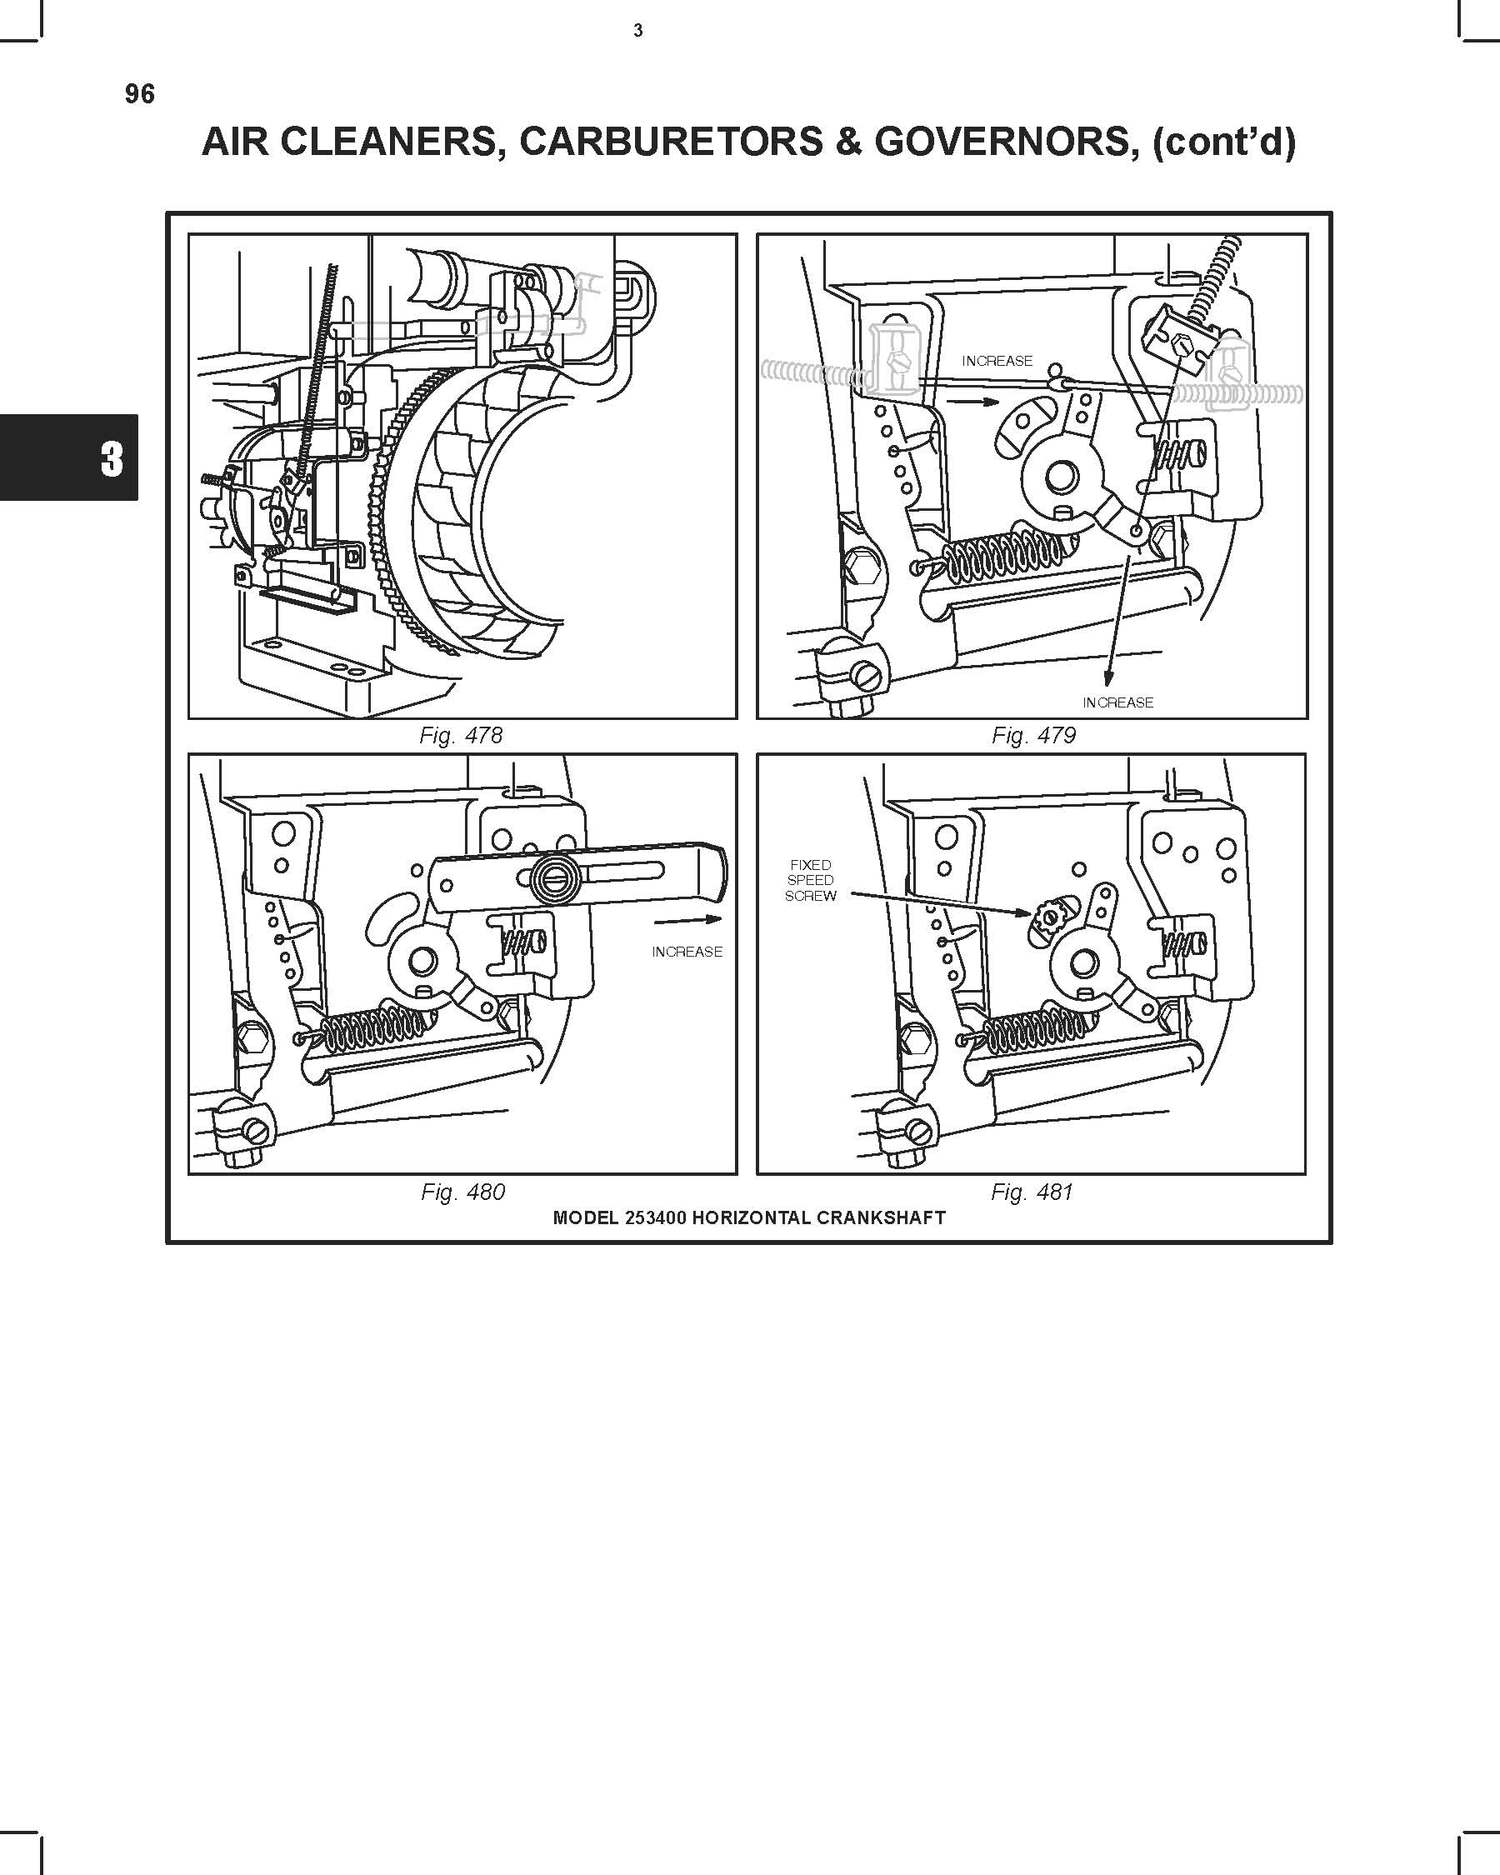 3
96
AIR CLEANERS, CARBURETORS & GOVERNORS, (cont’d)
3
INCREASE
INCREASE
Fig. 478
Fig. 479
INCREASE
FIXED
SPEED
SCREW
Fig. 480
Fig. 481
MODEL 253400 HORIZONTAL CRANKSHAFT